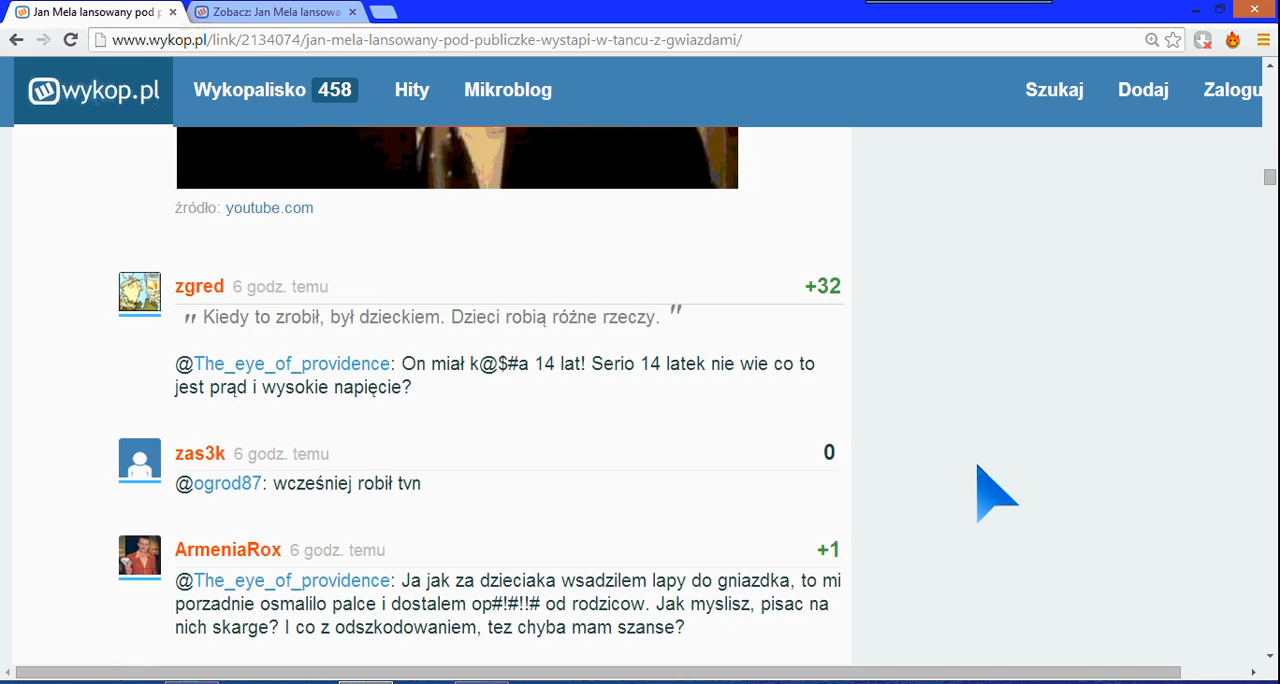 Jan Mela lansowany pod p
Zobacz: Jan Mela lansowa
www.wykop.pl/link/2134074/jan-mela-lansowany-pod-publiczke-wystapi-w-tancu-z-gwiazdami/
wykop.pl Wykopalisko 458 Hity Mikroblog Szukaj Dodaj Zalogu
źródło: youtube.com
zgred 6 godz. temu +32
" Kiedy to zrobił, był dzieckiem. Dzieci robią różne rzeczy. "
@The_eye_of_providence: On miał k@$#a 14 lat! Serio 14 latek nie wie co to
jest prąd i wysokie napięcie?
zas3k 6 godz. temu 0
@ogrod87: wcześniej robił tvn
ArmeniaRox 6 godz. temu +1
@The_eye_of_providence: Ja jak za dzieciaka wsadzilem lapy do gniazdka, to mi
porzadnie osmalilo palce i dostalem op#!#!!# od rodzicow. Jak myslisz, pisac na
nich skarge? I co z odszkodowaniem, tez chyba mam szanse?